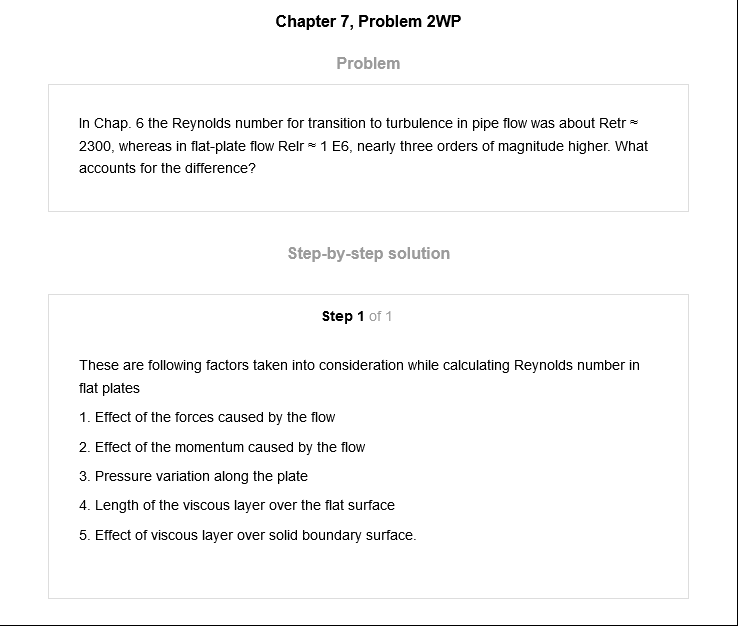 Chapter 7, Problem 2WP
Problem
In Chap. 6 the Reynolds number for transition to turbulence in pipe flow was about Retr ≈
2300, whereas in flat-plate flow Relr ≈ 1 E6, nearly three orders of magnitude higher. What
accounts for the difference?
Step-by-step solution
Step 1 of 1
These are following factors taken into consideration while calculating Reynolds number in
flat plates
1. Effect of the forces caused by the flow
2. Effect of the momentum caused by the flow
3. Pressure variation along the plate
4. Length of the viscous layer over the flat surface
5. Effect of viscous layer over solid boundary surface.